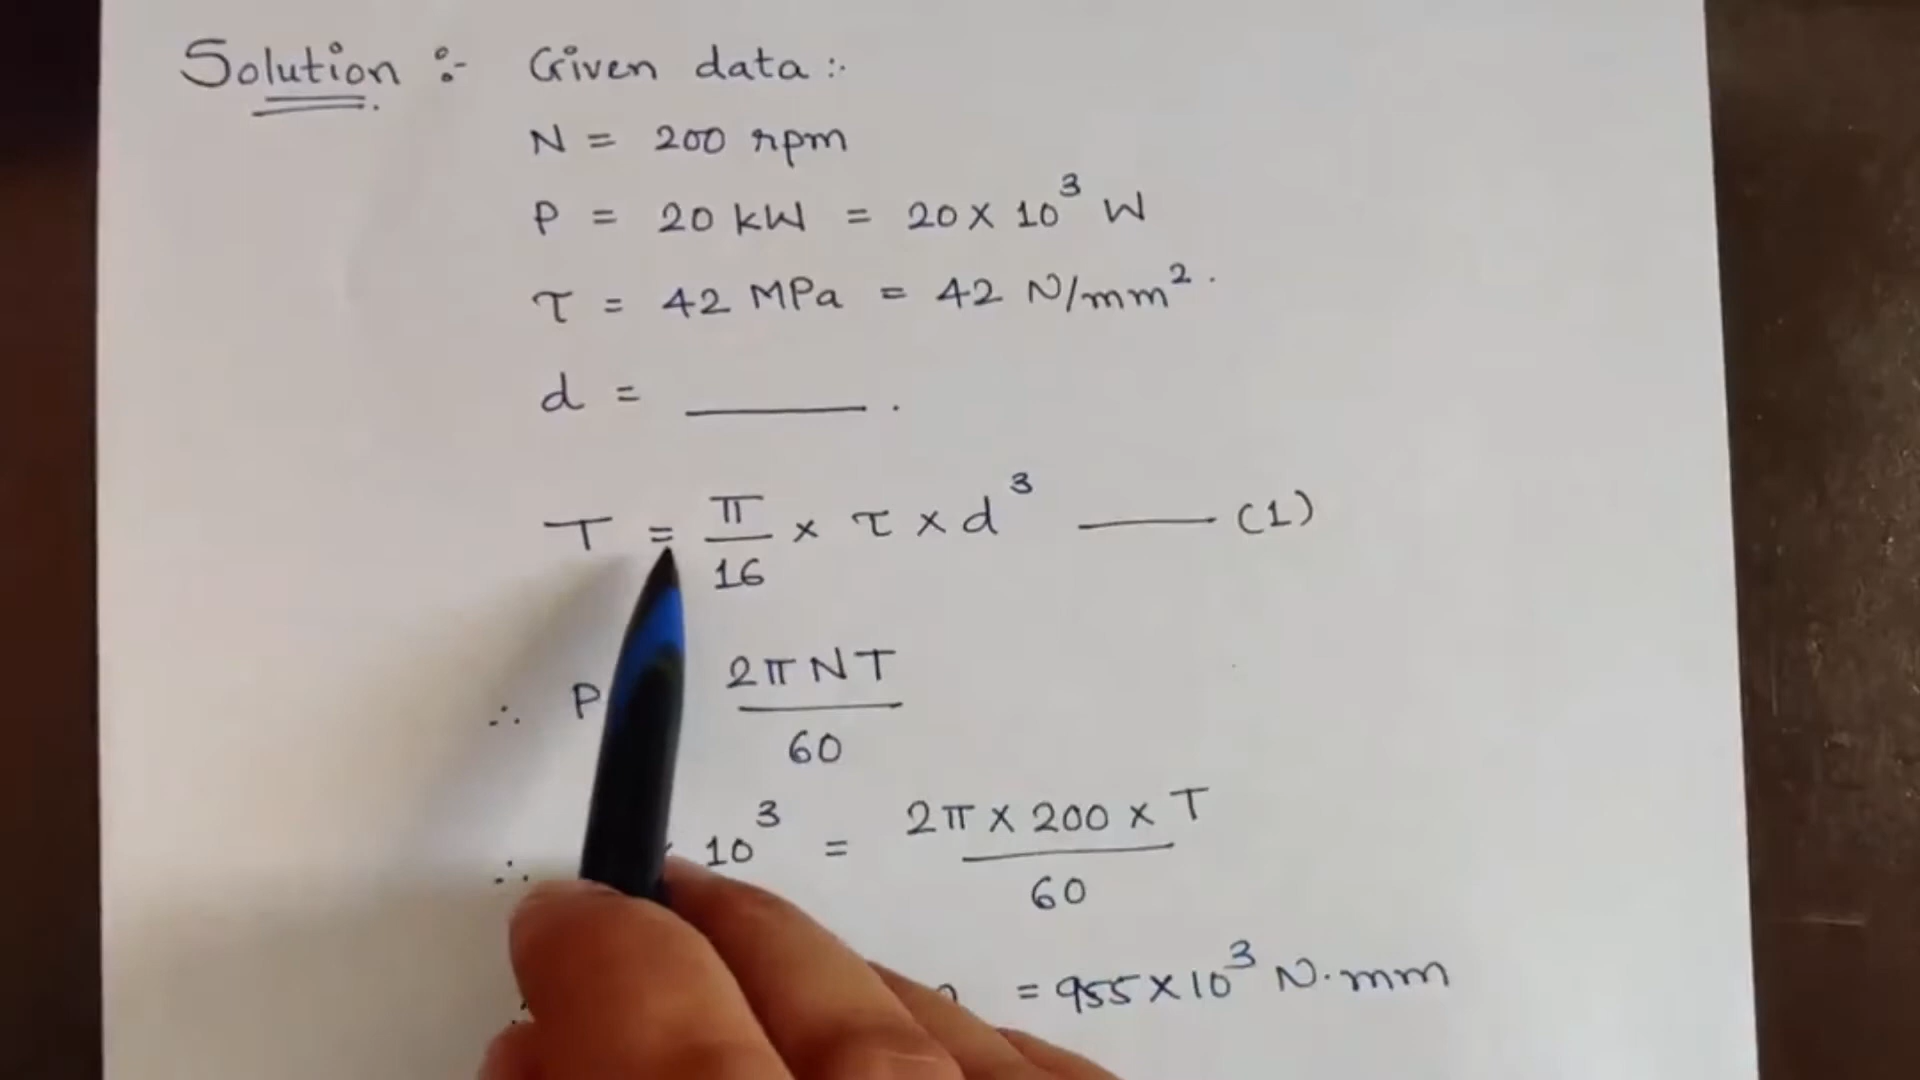 Solution :- Given data :-
N = 200 rpm
P = 20 kW = 20 × 10³ W
τ = 42 MPa = 42 N/mm².
d = ______ .
T = π/16 × τ × d³ —— (1)
∴ P 2πNT/60
∴ 10³ = 2π × 200 × T/60
= 955 × 10³ N·mm